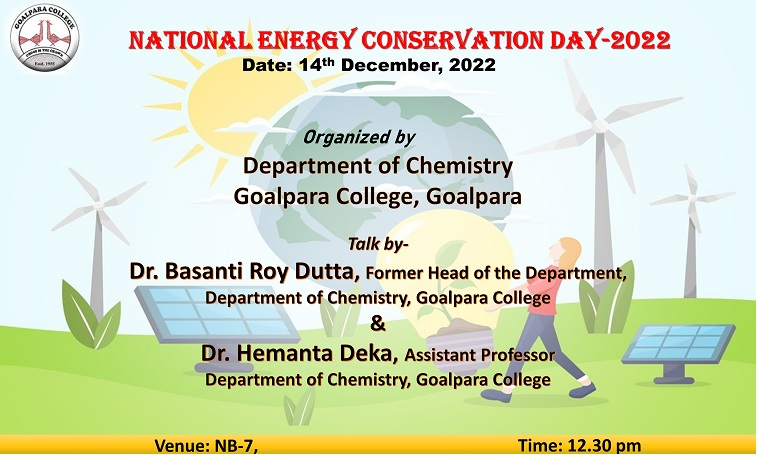 GOALPARA COLLEGE
Estd. 1955
NATIONAL ENERGY CONSERVATION DAY-2022
Date: 14th December, 2022
Organized by
Department of Chemistry
Goalpara College, Goalpara
Talk by-
Dr. Basanti Roy Dutta, Former Head of the Department,
Department of Chemistry, Goalpara College
&
Dr. Hemanta Deka, Assistant Professor
Department of Chemistry, Goalpara College
Venue: NB-7, Time: 12.30 pm